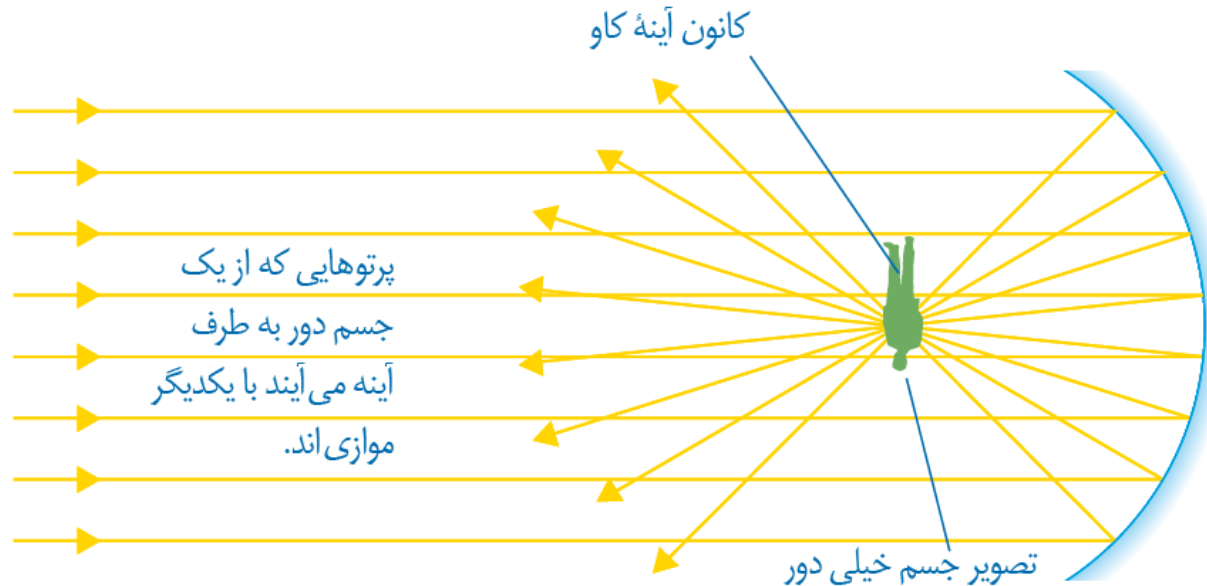 کانون آینهٔ کاو
پرتوهایی که از یک
جسم دور به طرف
آینه می‌آیند با یکدیگر
موازی‌اند.
تصویر جسم خیلی دور